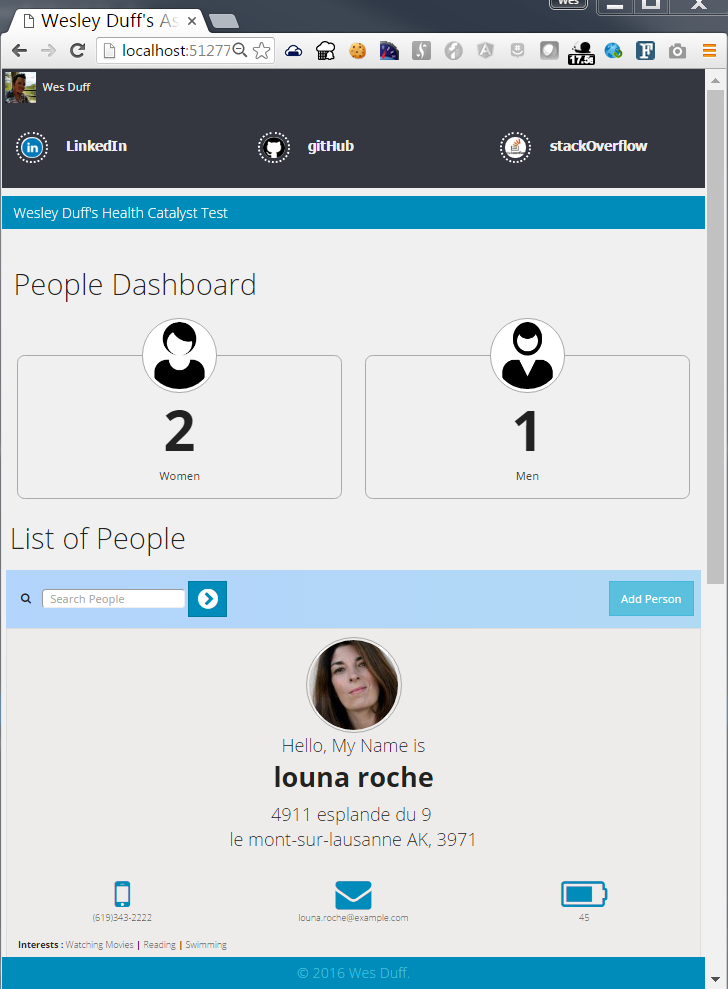 Wes
Wesley Duff's As
localhost:51277
17.5
Wes Duff
LinkedIn
gitHub
stackOverflow
Wesley Duff's Health Catalyst Test
People Dashboard
2
1
Women
Men
List of People
Search People
Add Person
Hello, My Name is
louna roche
4911 esplande du 9
le mont-sur-lausanne AK, 3971
(619)343-2222
louna.roche@example.com
45
Interests : Watching Movies | Reading | Swimming
© 2016 Wes Duff.